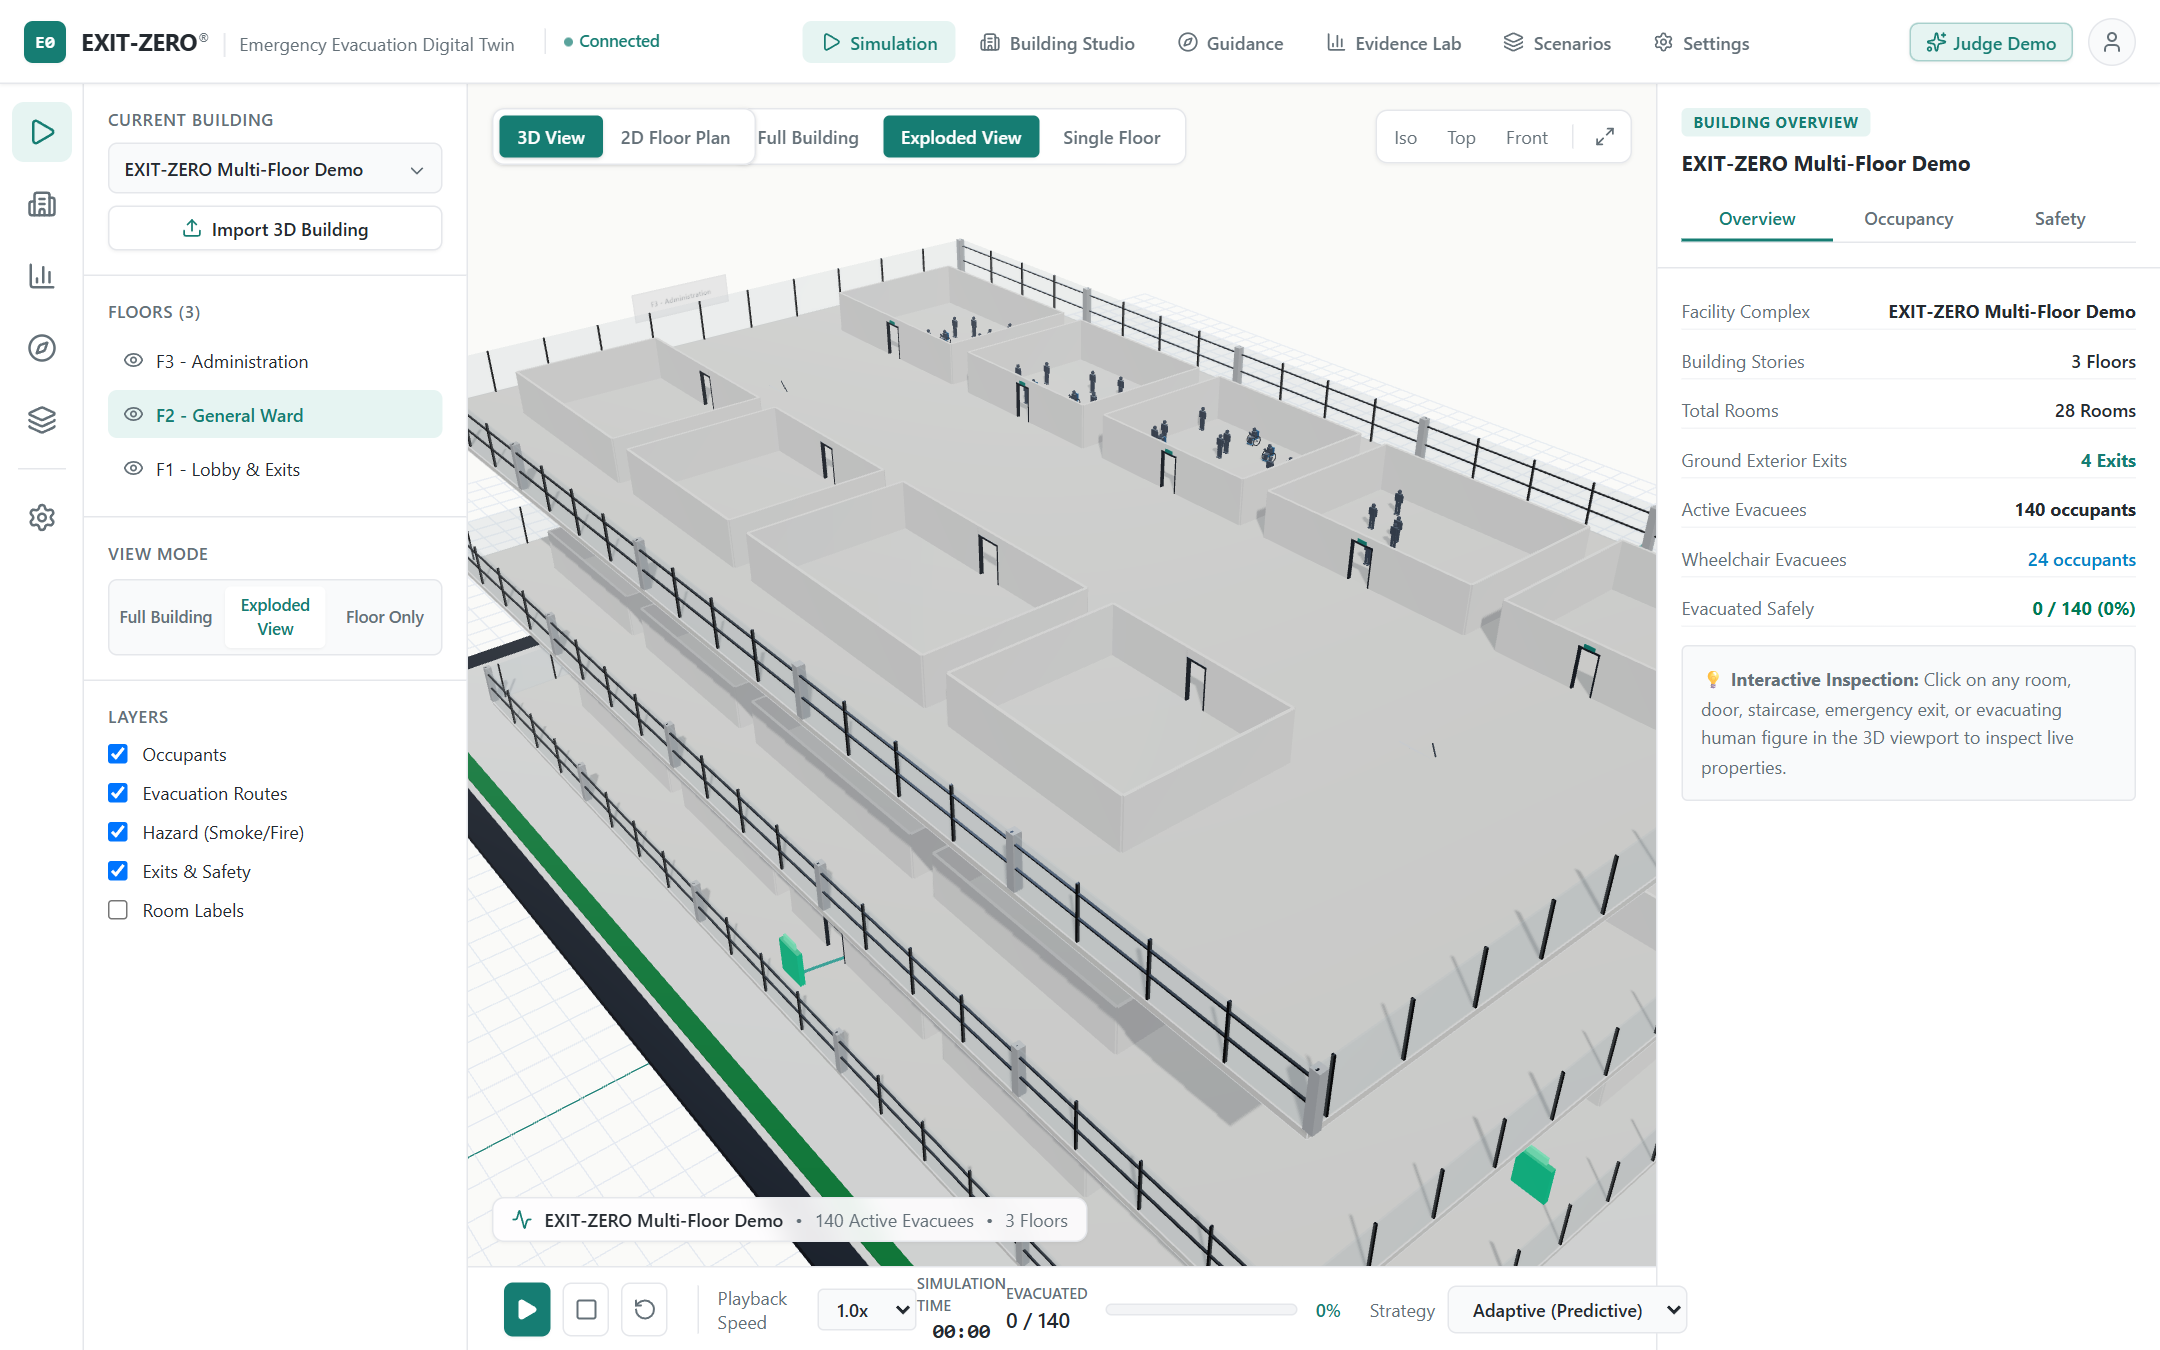 E0 EXIT-ZERO® Emergency Evacuation Digital Twin Connected
Simulation Building Studio Guidance Evidence Lab Scenarios Settings
Judge Demo
CURRENT BUILDING
EXIT-ZERO Multi-Floor Demo
Import 3D Building
FLOORS (3)
F3 - Administration
F2 - General Ward
F1 - Lobby & Exits
VIEW MODE
Full Building
Exploded
View
Floor Only
LAYERS
Occupants
Evacuation Routes
Hazard (Smoke/Fire)
Exits & Safety
Room Labels
3D View 2D Floor Plan Full Building Exploded View Single Floor
Iso Top Front
F3 - Administration
EXIT-ZERO Multi-Floor Demo • 140 Active Evacuees • 3 Floors
Playback
Speed
1.0x
SIMULATION
TIME
00:00
EVACUATED
0 / 140
0%
Strategy
Adaptive (Predictive)
BUILDING OVERVIEW
EXIT-ZERO Multi-Floor Demo
Overview Occupancy Safety
Facility Complex EXIT-ZERO Multi-Floor Demo
Building Stories 3 Floors
Total Rooms 28 Rooms
Ground Exterior Exits 4 Exits
Active Evacuees 140 occupants
Wheelchair Evacuees 24 occupants
Evacuated Safely 0 / 140 (0%)
💡 Interactive Inspection: Click on any room,
door, staircase, emergency exit, or evacuating
human figure in the 3D viewport to inspect live
properties.